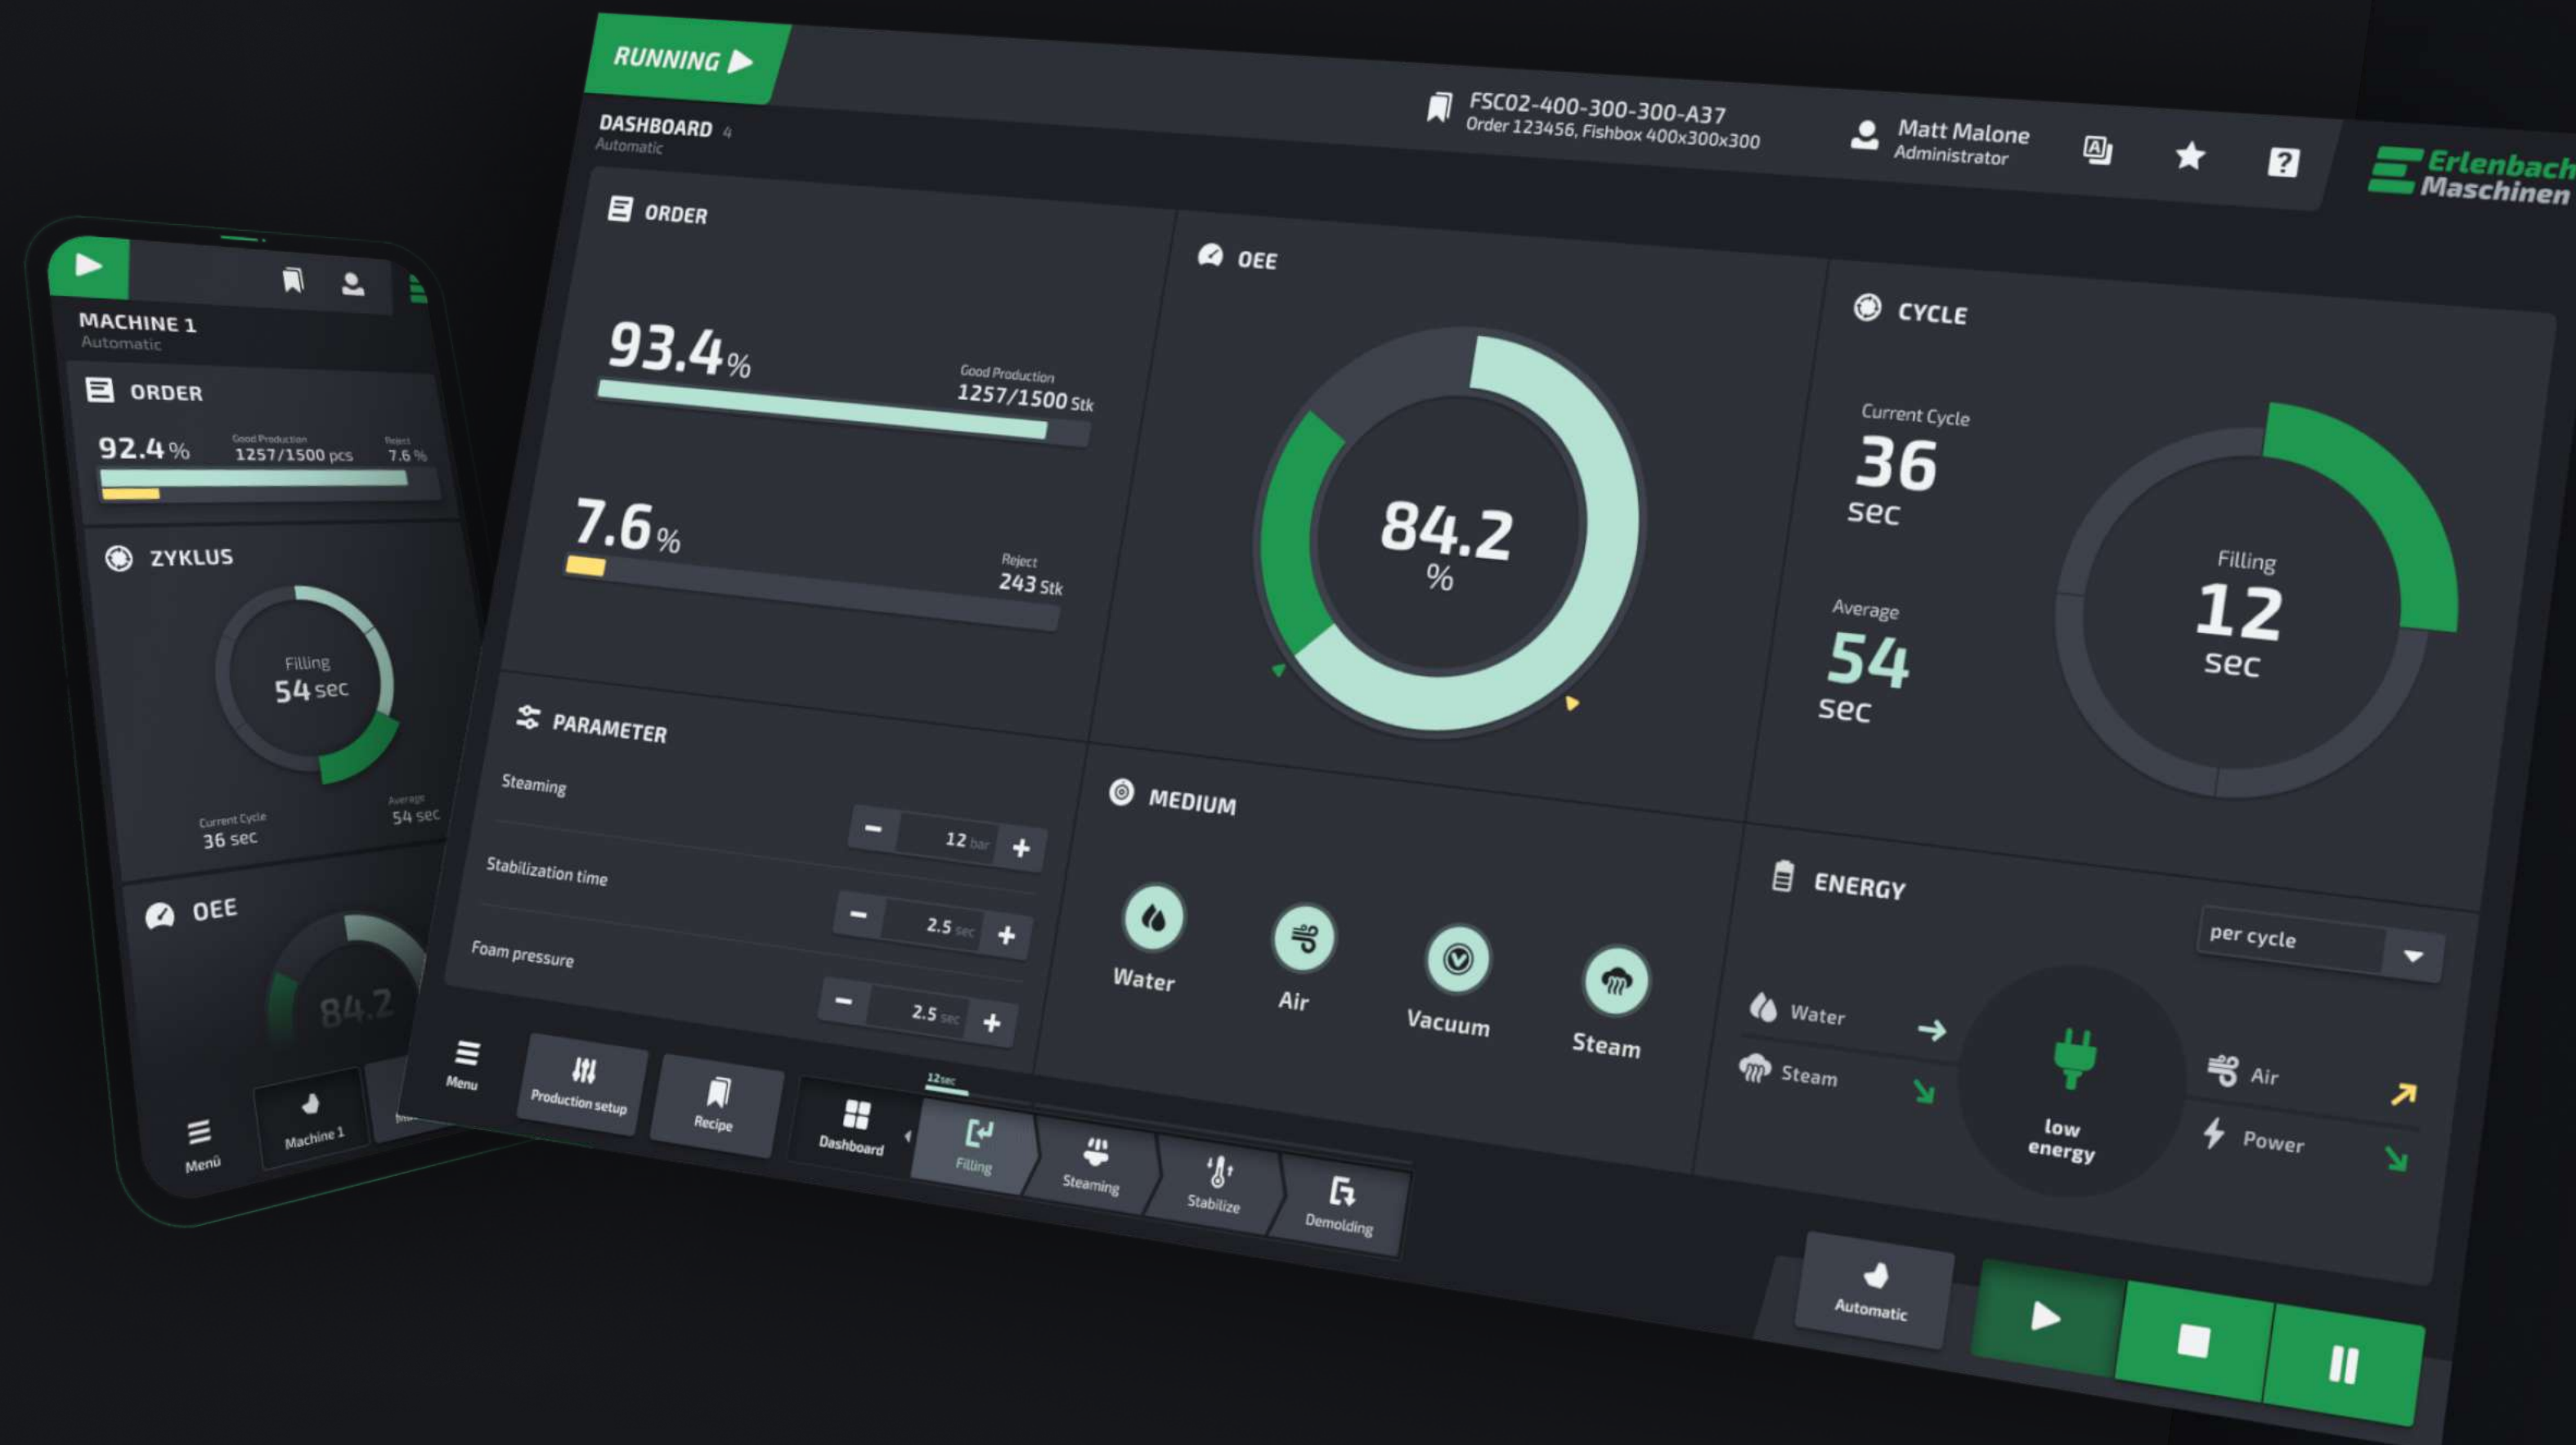 RUNNING
FSC02-400-300-300-A37
Order 123456, Fishbox 400x300x300
Matt Malone
Administrator
A
?
Erlenbach
Maschinen
DASHBOARD 4
Automatic
ORDER
93.4%
Good Production
1257/1500 Stk
7.6%
Reject
243 Stk
OEE
84.2
%
CYCLE
Current Cycle
36
sec
Average
54
sec
Filling
12
sec
PARAMETER
Steaming
12 bar
Stabilization time
2.5 sec
Foam pressure
2.5 sec
MEDIUM
Water
Air
Vacuum
Steam
ENERGY
per cycle
Water
Steam
low
energy
Air
Power
Menu
Production setup
Recipe
Dashboard
12sec
Filling
Steaming
Stabilize
Demolding
Automatic
MACHINE 1
Automatic
ORDER
92.4%
Good Production
1257/1500 pcs
Reject
7.6 %
ZYKLUS
Filling
54 sec
Current Cycle
36 sec
Average
54 sec
OEE
84.2
Menü
Machine 1